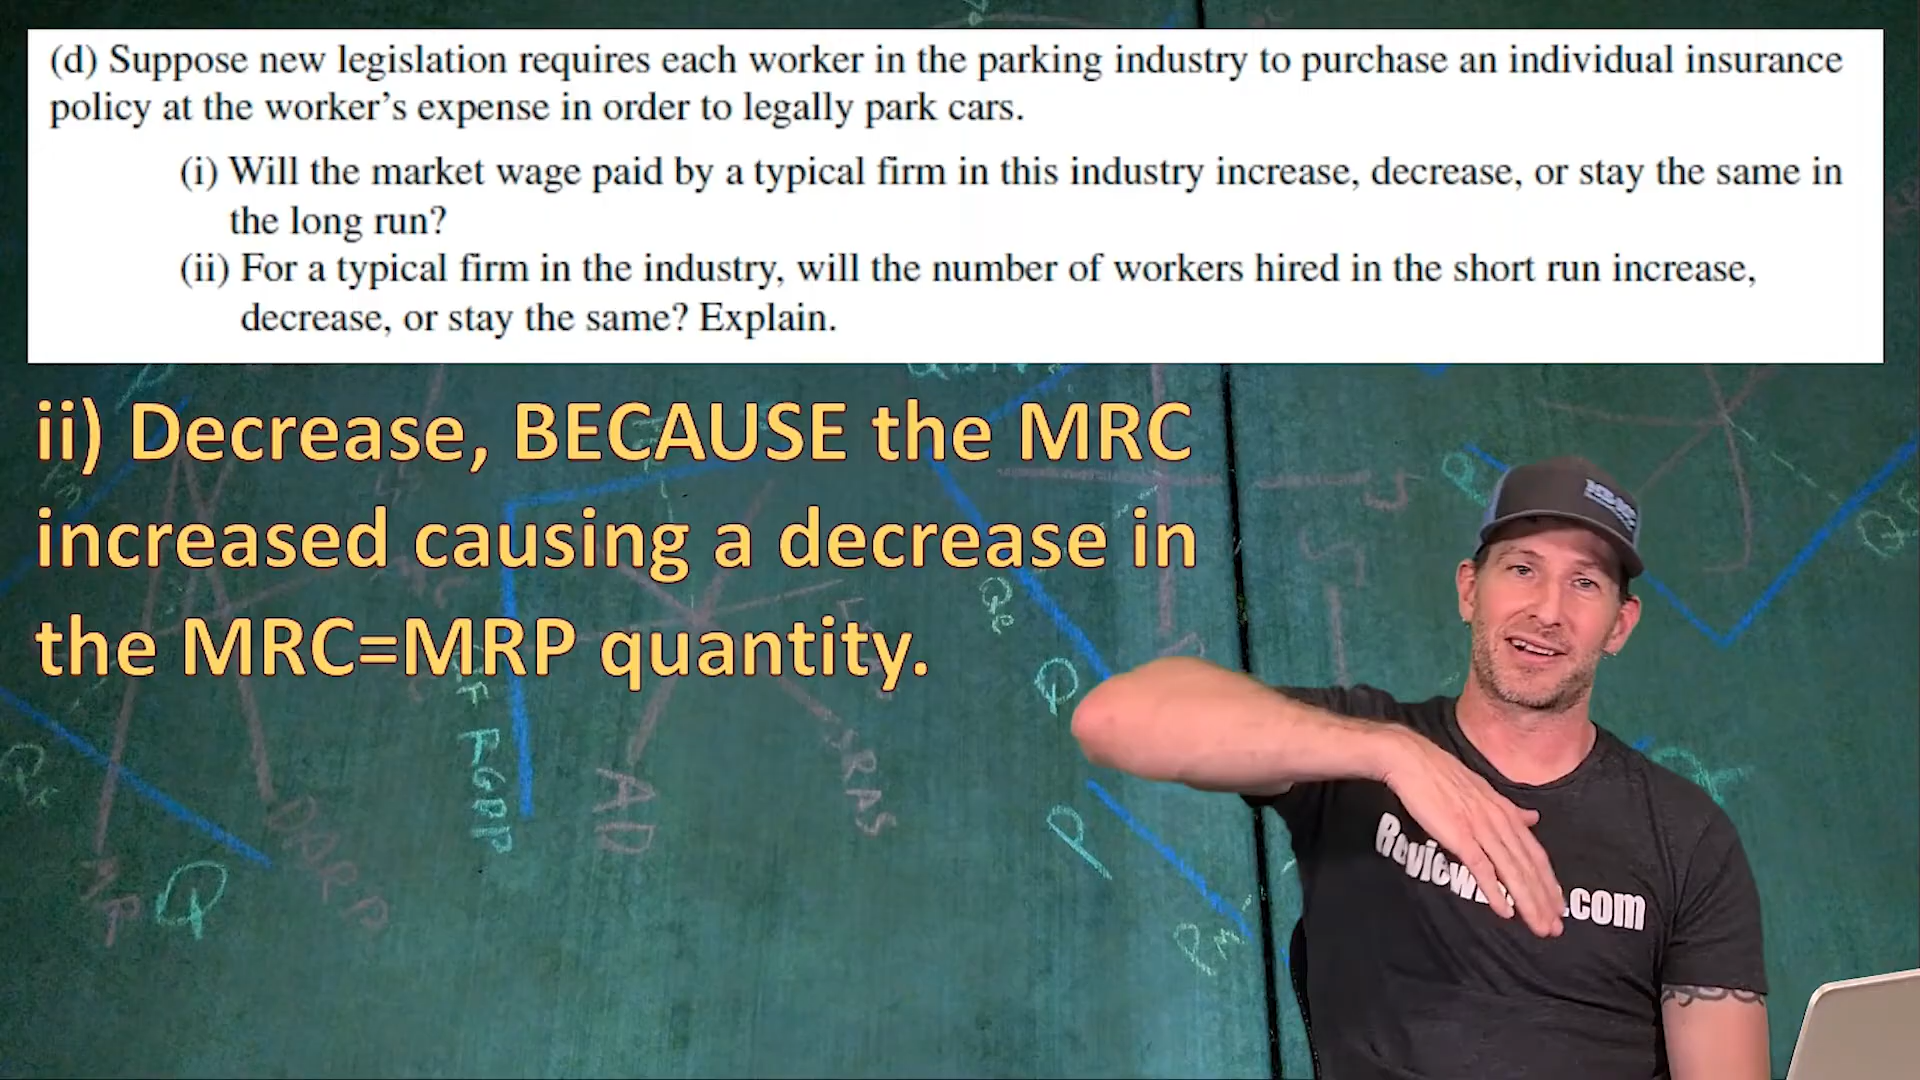 (d) Suppose new legislation requires each worker in the parking industry to purchase an individual insurance
policy at the worker's expense in order to legally park cars.
(i) Will the market wage paid by a typical firm in this industry increase, decrease, or stay the same in
the long run?
(ii) For a typical firm in the industry, will the number of workers hired in the short run increase,
decrease, or stay the same? Explain.
ii) Decrease, BECAUSE the MRC
increased causing a decrease in
the MRC=MRP quantity.
Qe
Q
P
AD
SRAS
Q
.com